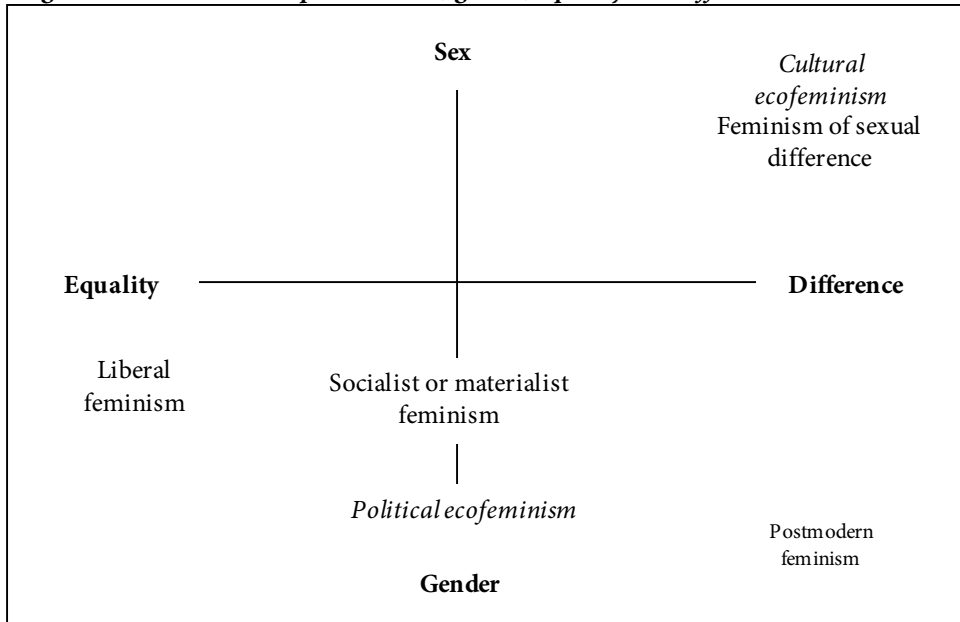 Sex
Cultural
ecofeminism
Feminism of sexual
difference
Equality
Difference
Liberal
feminism
Socialist or materialist
feminism
Political ecofeminism
Postmodern
feminism
Gender